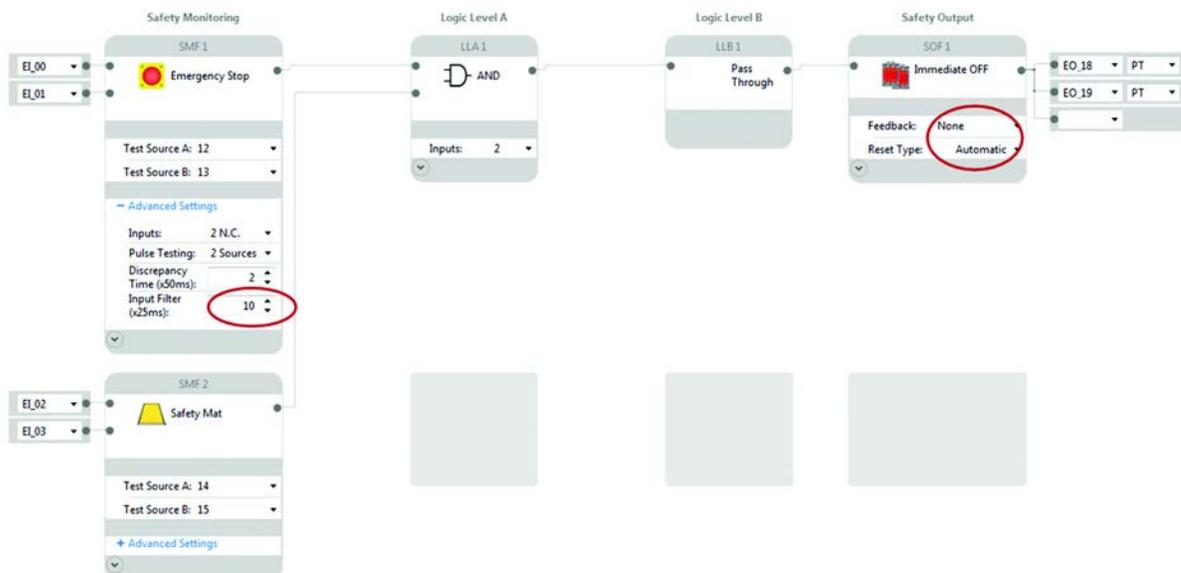 Safety Monitoring
Logic Level A
Logic Level B
Safety Output
SMF 1
EI_00
EI_01
Emergency Stop
Test Source A: 12
Test Source B: 13
− Advanced Settings
Inputs: 2 N.C.
Pulse Testing: 2 Sources
Discrepancy
Time (x50ms): 2
Input Filter
(x25ms): 10
LLA 1
AND
Inputs: 2
LLB 1
Pass
Through
SOF 1
Immediate OFF
Feedback: None
Reset Type: Automatic
EO_18 PT
EO_19 PT
SMF 2
EI_02
EI_03
Safety Mat
Test Source A: 14
Test Source B: 15
+ Advanced Settings